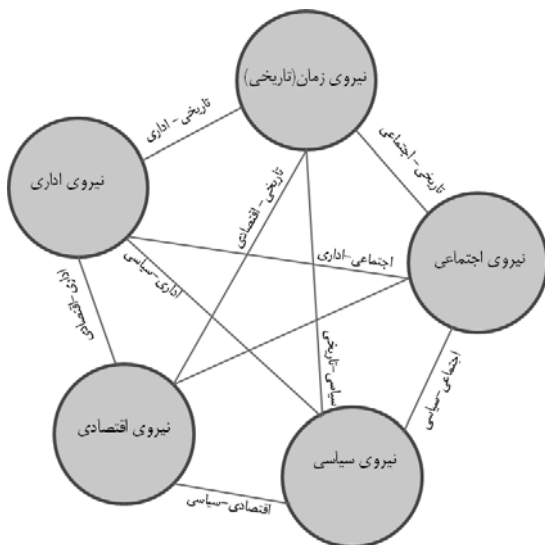 نیروی زمان(تاریخی)
تاریخی-اداری
تاریخی-اجتماعی
نیروی اداری
تاریخی-اقتصادی
نیروی اجتماعی
اجتماعی-اداری
اداری-سیاسی
اداری-اقتصادی
سیاسی-تاریخی
اجتماعی-سیاسی
نیروی اقتصادی
نیروی سیاسی
اقتصادی-سیاسی